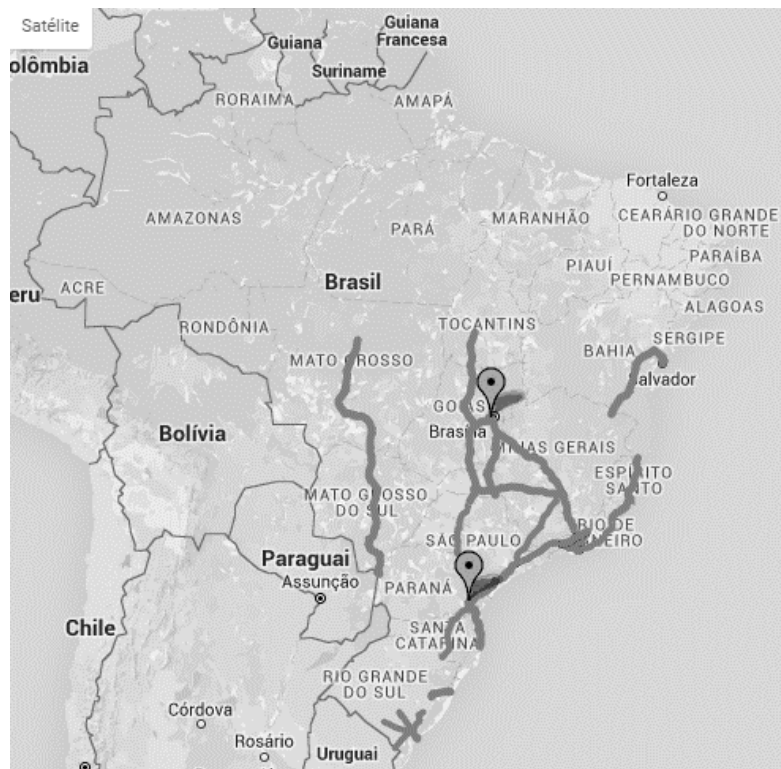 Satélite
Guiana
Guiana
Francesa
olômbia
Suriname
RORAIMA
AMAPÁ
Fortaleza
AMAZONAS
PARÁ
MARANHÃO
CEARÁRIO GRANDE
DO NORTE
PIAUÍ
PARAÍBA
PERNAMBUCO
Brasil
eru
ACRE
ALAGOAS
RONDÔNIA
TOCANTINS
SERGIPE
MATO GROSSO
BAHIA
Salvador
GOIÁS
Brasília
Bolívia
MINAS GERAIS
ESPÍRITO
SANTO
MATO GROSSO
DO SUL
SÃO PAULO
RIO DE
JANEIRO
Paraguai
Assunção
PARANÁ
Chile
SANTA
CATARINA
RIO GRANDE
DO SUL
Córdova
Rosário
Uruguai